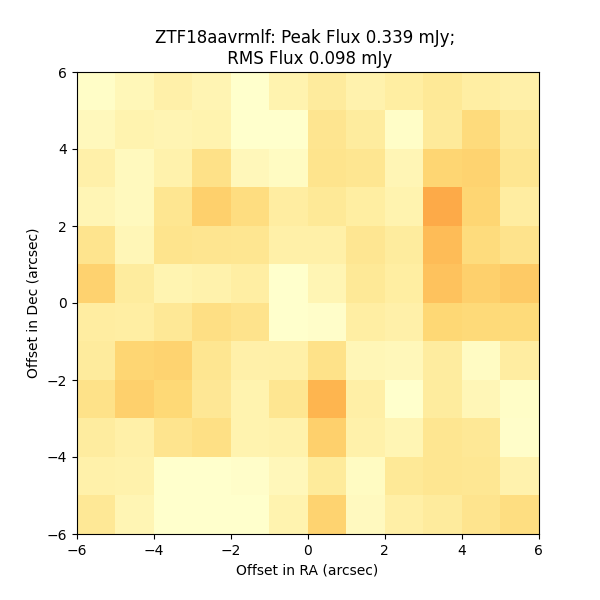 ZTF18aavrmlf: Peak Flux 0.339 mJy;
RMS Flux 0.098 mJy
6
4
2
0
−2
−4
−6
Offset in Dec (arcsec)
−6 −4 −2 0 2 4 6
Offset in RA (arcsec)